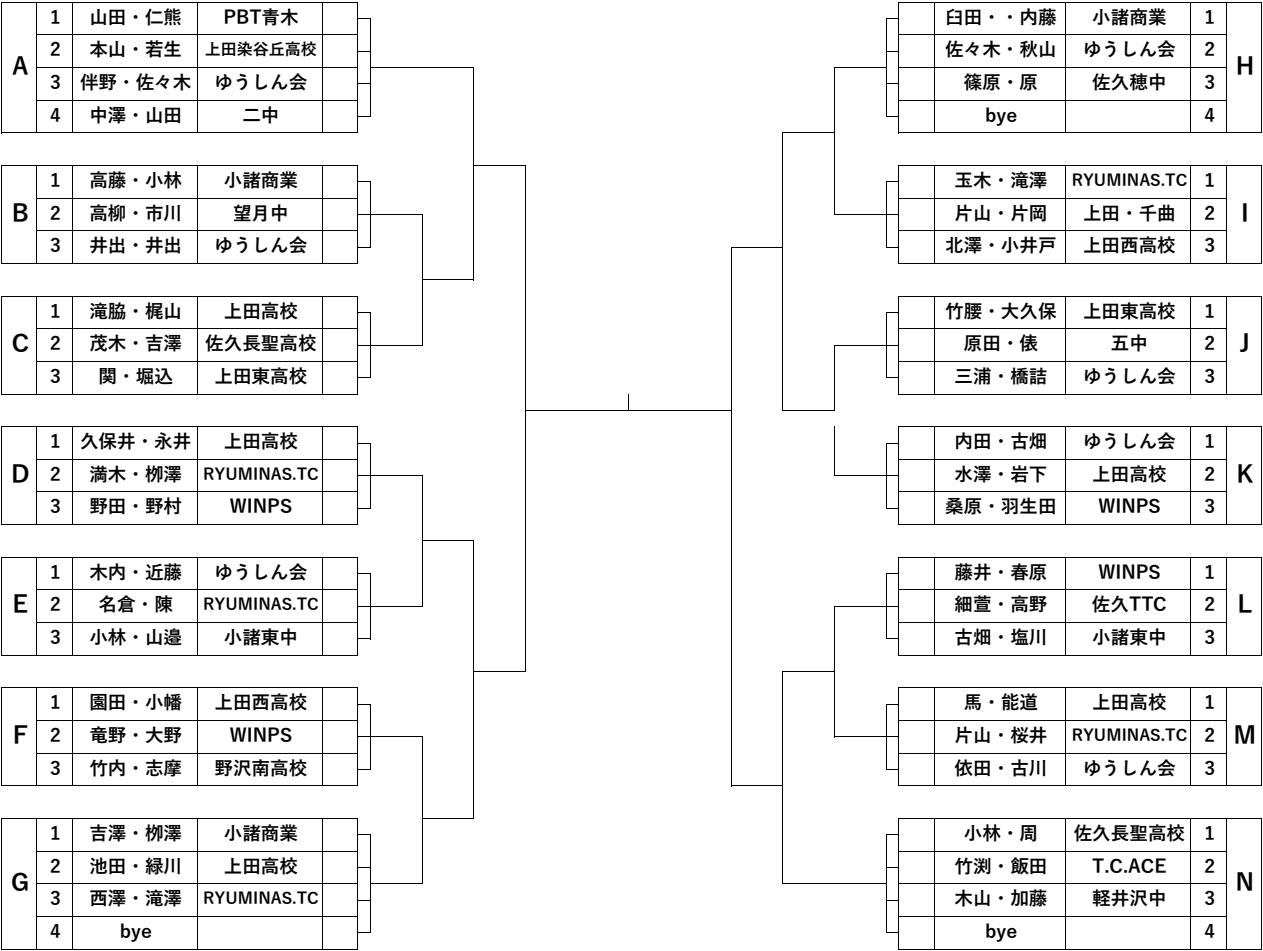 A
1 山田・仁熊 PBT青木
2 本山・若生 上田染谷丘高校
3 伴野・佐々木 ゆうしん会
4 中澤・山田 二中
B
1 高藤・小林 小諸商業
2 高柳・市川 望月中
3 井出・井出 ゆうしん会
C
1 滝脇・梶山 上田高校
2 茂木・吉澤 佐久長聖高校
3 関・堀込 上田東高校
D
1 久保井・永井 上田高校
2 満木・栁澤 RYUMINAS.TC
3 野田・野村 WINPS
E
1 木内・近藤 ゆうしん会
2 名倉・陳 RYUMINAS.TC
3 小林・山邉 小諸東中
F
1 園田・小幡 上田西高校
2 竜野・大野 WINPS
3 竹内・志摩 野沢南高校
G
1 吉澤・栁澤 小諸商業
2 池田・緑川 上田高校
3 西澤・滝澤 RYUMINAS.TC
4 bye
H
臼田・・内藤 小諸商業 1
佐々木・秋山 ゆうしん会 2
篠原・原 佐久穂中 3
bye 4
I
玉木・滝澤 RYUMINAS.TC 1
片山・片岡 上田・千曲 2
北澤・小井戸 上田西高校 3
J
竹腰・大久保 上田東高校 1
原田・俵 五中 2
三浦・橋詰 ゆうしん会 3
K
内田・古畑 ゆうしん会 1
水澤・岩下 上田高校 2
桑原・羽生田 WINPS 3
L
藤井・春原 WINPS 1
細萱・高野 佐久TTC 2
古畑・塩川 小諸東中 3
M
馬・能道 上田高校 1
片山・桜井 RYUMINAS.TC 2
依田・古川 ゆうしん会 3
N
小林・周 佐久長聖高校 1
竹渕・飯田 T.C.ACE 2
木山・加藤 軽井沢中 3
bye 4